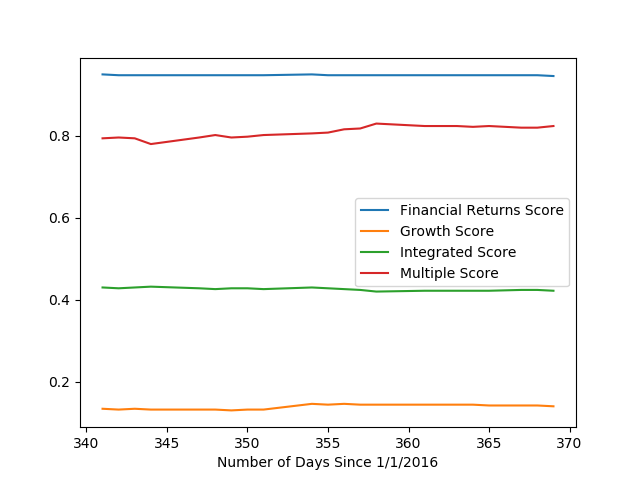 0.8
0.6
0.4
0.2
Financial Returns Score
Growth Score
Integrated Score
Multiple Score
340 345 350 355 360 365 370
Number of Days Since 1/1/2016